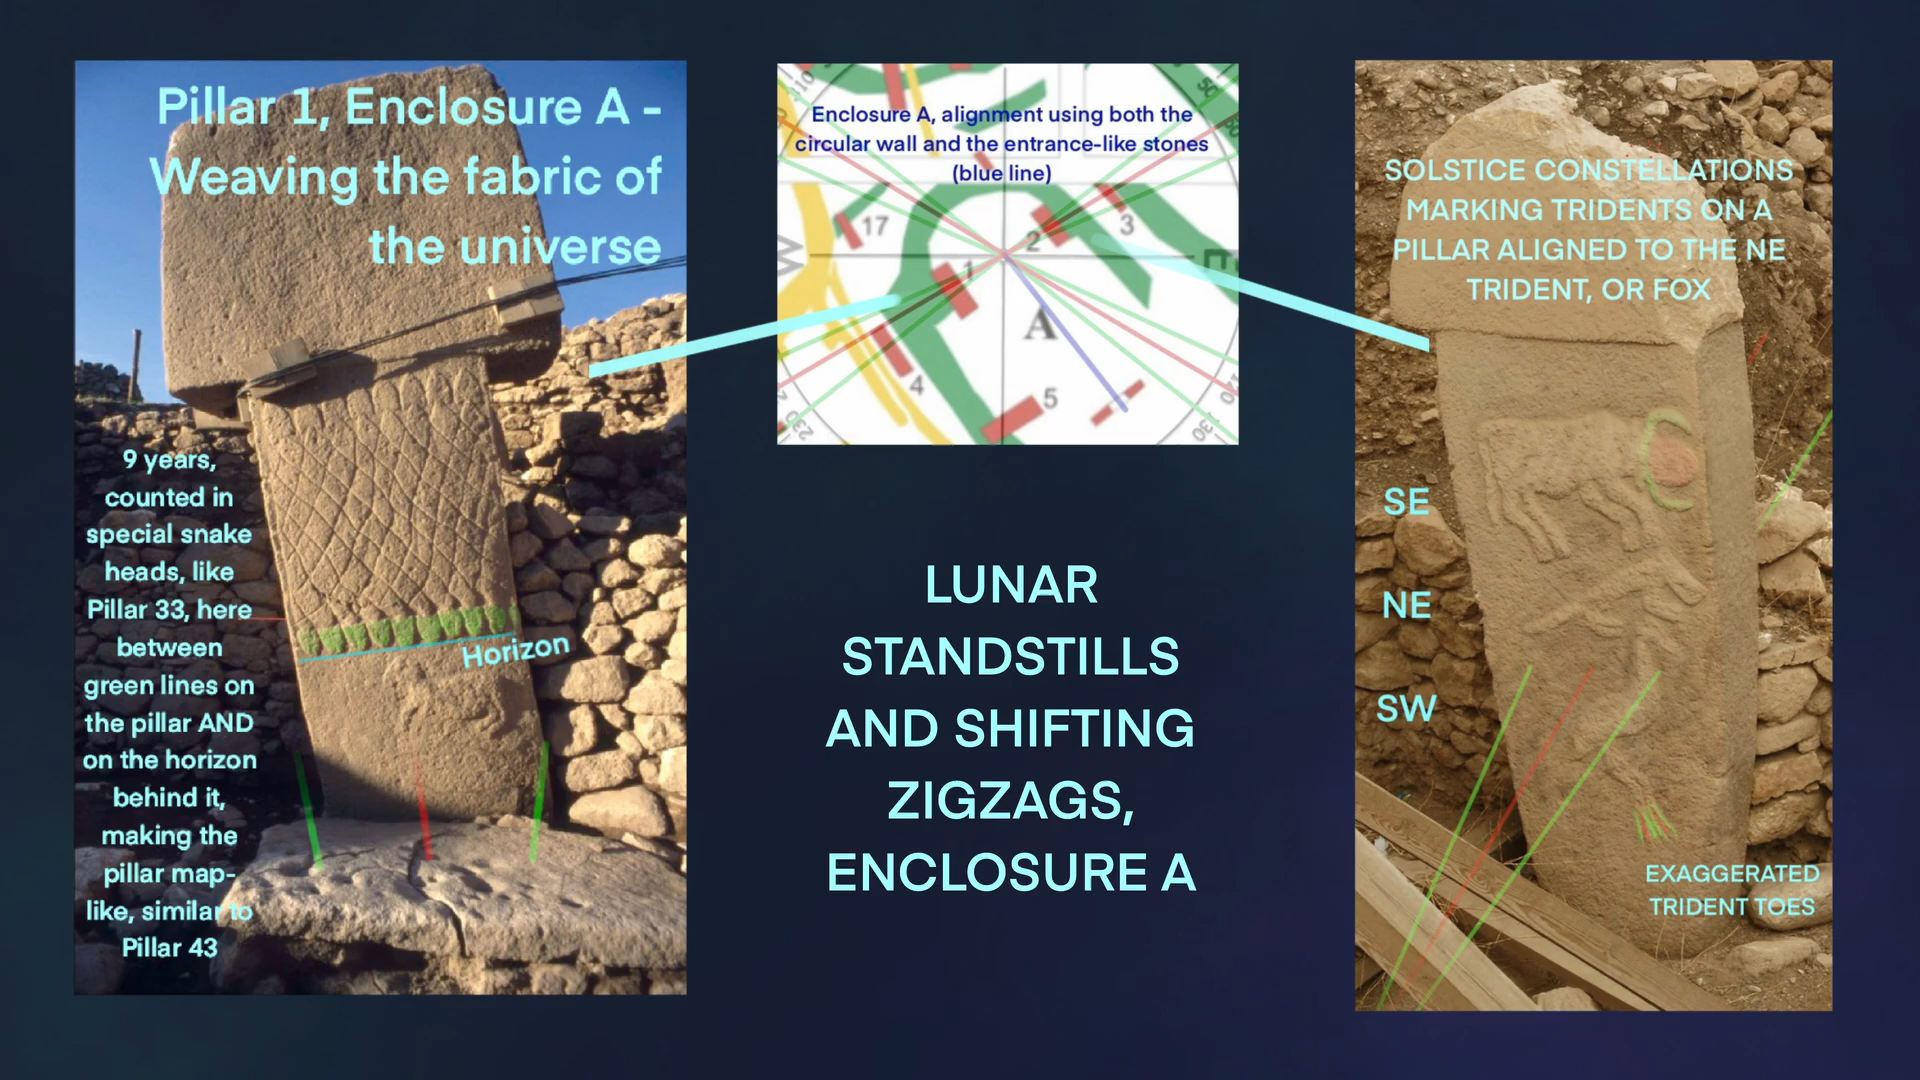 Pillar 1, Enclosure A -
Weaving the fabric of
the universe
9 years,
counted in
special snake
heads, like
Pillar 33, here
between
green lines on
the pillar AND
on the horizon
behind it,
making the
pillar map-
like, similar to
Pillar 43
Horizon
Enclosure A, alignment using both the
circular wall and the entrance-like stones
(blue line)
17
2
3
W
E
1
A
4
5
230
130
LUNAR
STANDSTILLS
AND SHIFTING
ZIGZAGS,
ENCLOSURE A
SOLSTICE CONSTELLATIONS
MARKING TRIDENTS ON A
PILLAR ALIGNED TO THE NE
TRIDENT, OR FOX
SE
NE
SW
EXAGGERATED
TRIDENT TOES